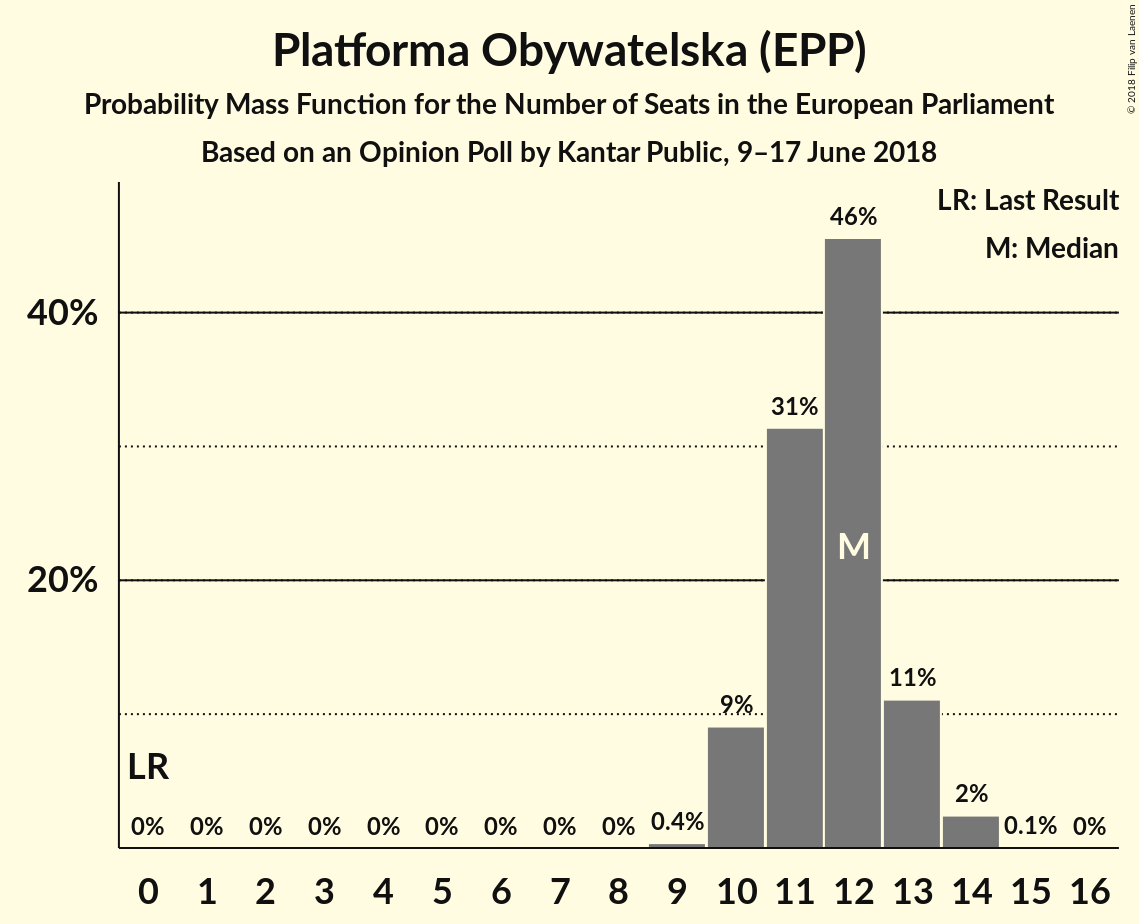 Platforma Obywatelska (EPP)
Probability Mass Function for the Number of Seats in the European Parliament
Based on an Opinion Poll by Kantar Public, 9–17 June 2018
© 2018 Filip van Laenen
LR: Last Result
M: Median
46%
40%
31%
M
20%
11%
9%
LR
2%
0% 0% 0% 0% 0% 0% 0% 0% 0% 0.4% 0.1% 0%
0 1 2 3 4 5 6 7 8 9 10 11 12 13 14 15 16